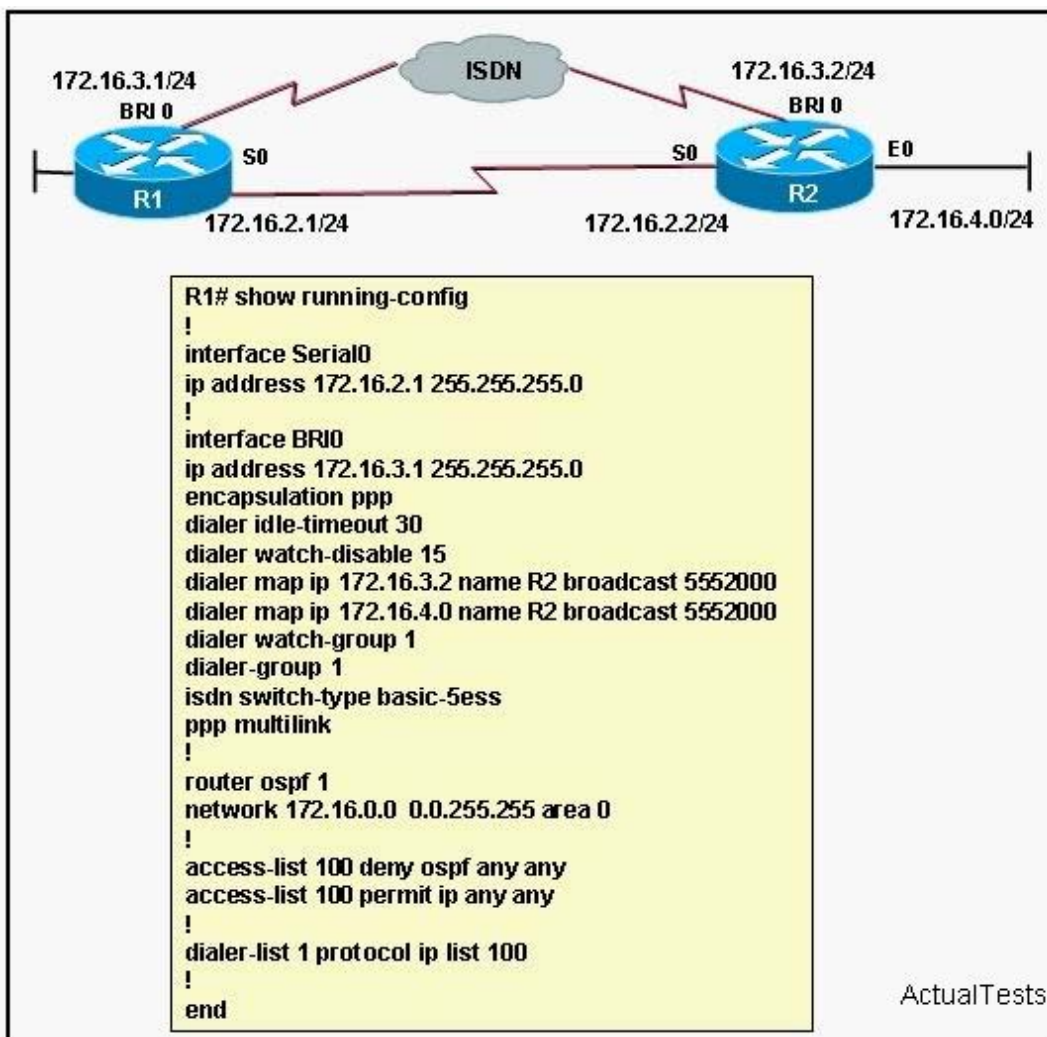 ISDN
172.16.3.1/24
172.16.3.2/24
BRI 0
BRI 0
S0
S0
E0
R1
R2
172.16.2.1/24
172.16.2.2/24
172.16.4.0/24
R1# show running-config
!
interface Serial0
ip address 172.16.2.1 255.255.255.0
!
interface BRI0
ip address 172.16.3.1 255.255.255.0
encapsulation ppp
dialer idle-timeout 30
dialer watch-disable 15
dialer map ip 172.16.3.2 name R2 broadcast 5552000
dialer map ip 172.16.4.0 name R2 broadcast 5552000
dialer watch-group 1
dialer-group 1
isdn switch-type basic-5ess
ppp multilink
!
router ospf 1
network 172.16.0.0 0.0.255.255 area 0
!
access-list 100 deny ospf any any
access-list 100 permit ip any any
!
dialer-list 1 protocol ip list 100
!
end
ActualTests